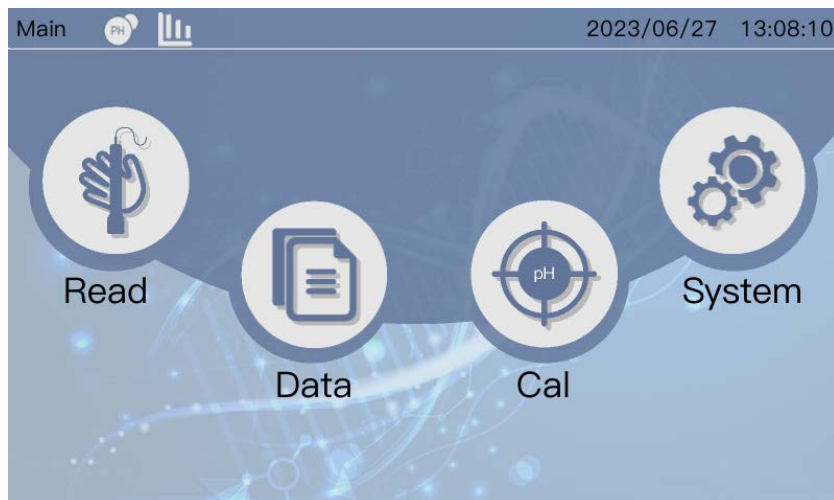 Main PH 2023/06/27 13:08:10
Read
Data
pH
Cal
System